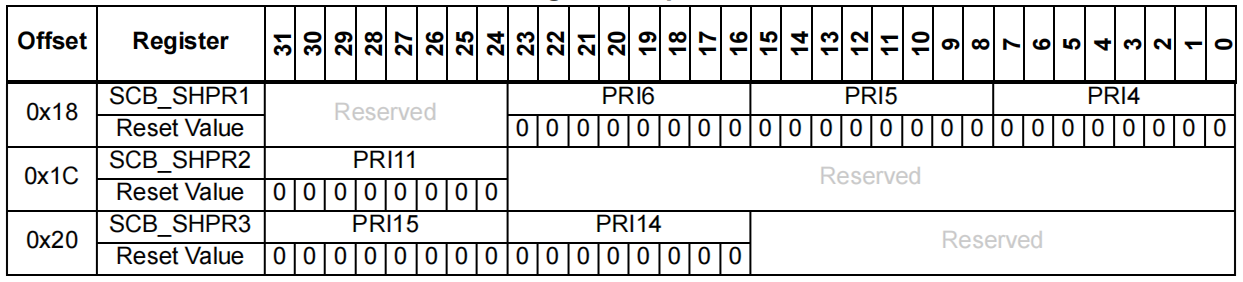 Offset Register 31 30 29 28 27 26 25 24 23 22 21 20 19 18 17 16 15 14 13 12 11 10 9 8 7 6 5 4 3 2 1 0
0x18 SCB_SHPR1 Reserved PRI6 PRI5 PRI4
Reset Value 0 0 0 0 0 0 0 0 0 0 0 0 0 0 0 0 0 0 0 0 0 0 0 0
0x1C SCB_SHPR2 PRI11 Reserved
Reset Value 0 0 0 0 0 0 0 0
0x20 SCB_SHPR3 PRI15 PRI14 Reserved
Reset Value 0 0 0 0 0 0 0 0 0 0 0 0 0 0 0 0